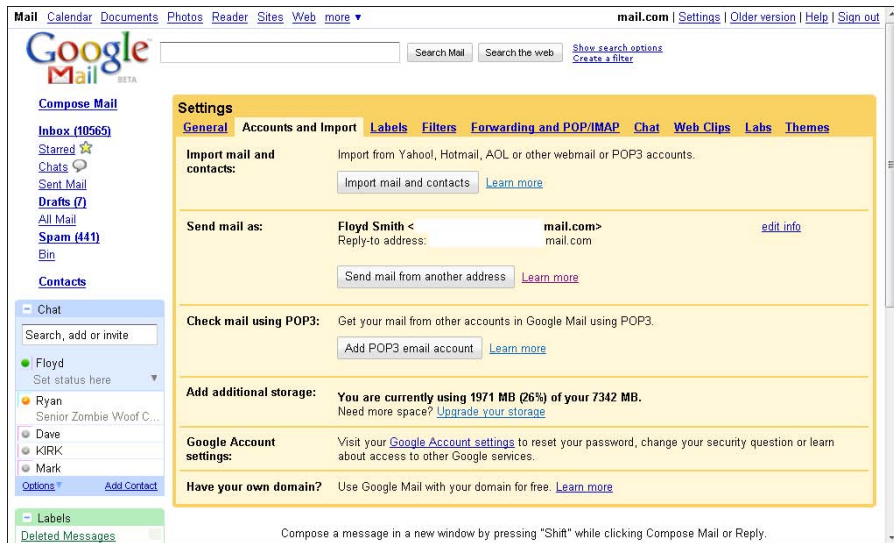 Mail Calendar Documents Photos Reader Sites Web more ▼
mail.com | Settings | Older version | Help | Sign out
Google
Mail BETA
Search Mail
Search the web
Show search options
Create a filter
Compose Mail
Inbox (10565)
Starred
Chats
Sent Mail
Drafts (7)
All Mail
Spam (441)
Bin
Contacts
Chat
Search, add or invite
Floyd
Set status here
Ryan
Senior Zombie Woof C...
Dave
KIRK
Mark
Options
Add Contact
Labels
Deleted Messages
Settings
General Accounts and Import Labels Filters Forwarding and POP/IMAP Chat Web Clips Labs Themes
Import mail and
contacts:
Import from Yahoo!, Hotmail, AOL or other webmail or POP3 accounts.
Import mail and contacts Learn more
Send mail as:
Floyd Smith < mail.com>
edit info
Reply-to address: mail.com
Send mail from another address Learn more
Check mail using POP3:
Get your mail from other accounts in Google Mail using POP3.
Add POP3 email account Learn more
Add additional storage:
You are currently using 1971 MB (26%) of your 7342 MB.
Need more space? Upgrade your storage
Google Account
settings:
Visit your Google Account settings to reset your password, change your security question or learn
about access to other Google services.
Have your own domain?
Use Google Mail with your domain for free. Learn more
Compose a message in a new window by pressing "Shift" while clicking Compose Mail or Reply.